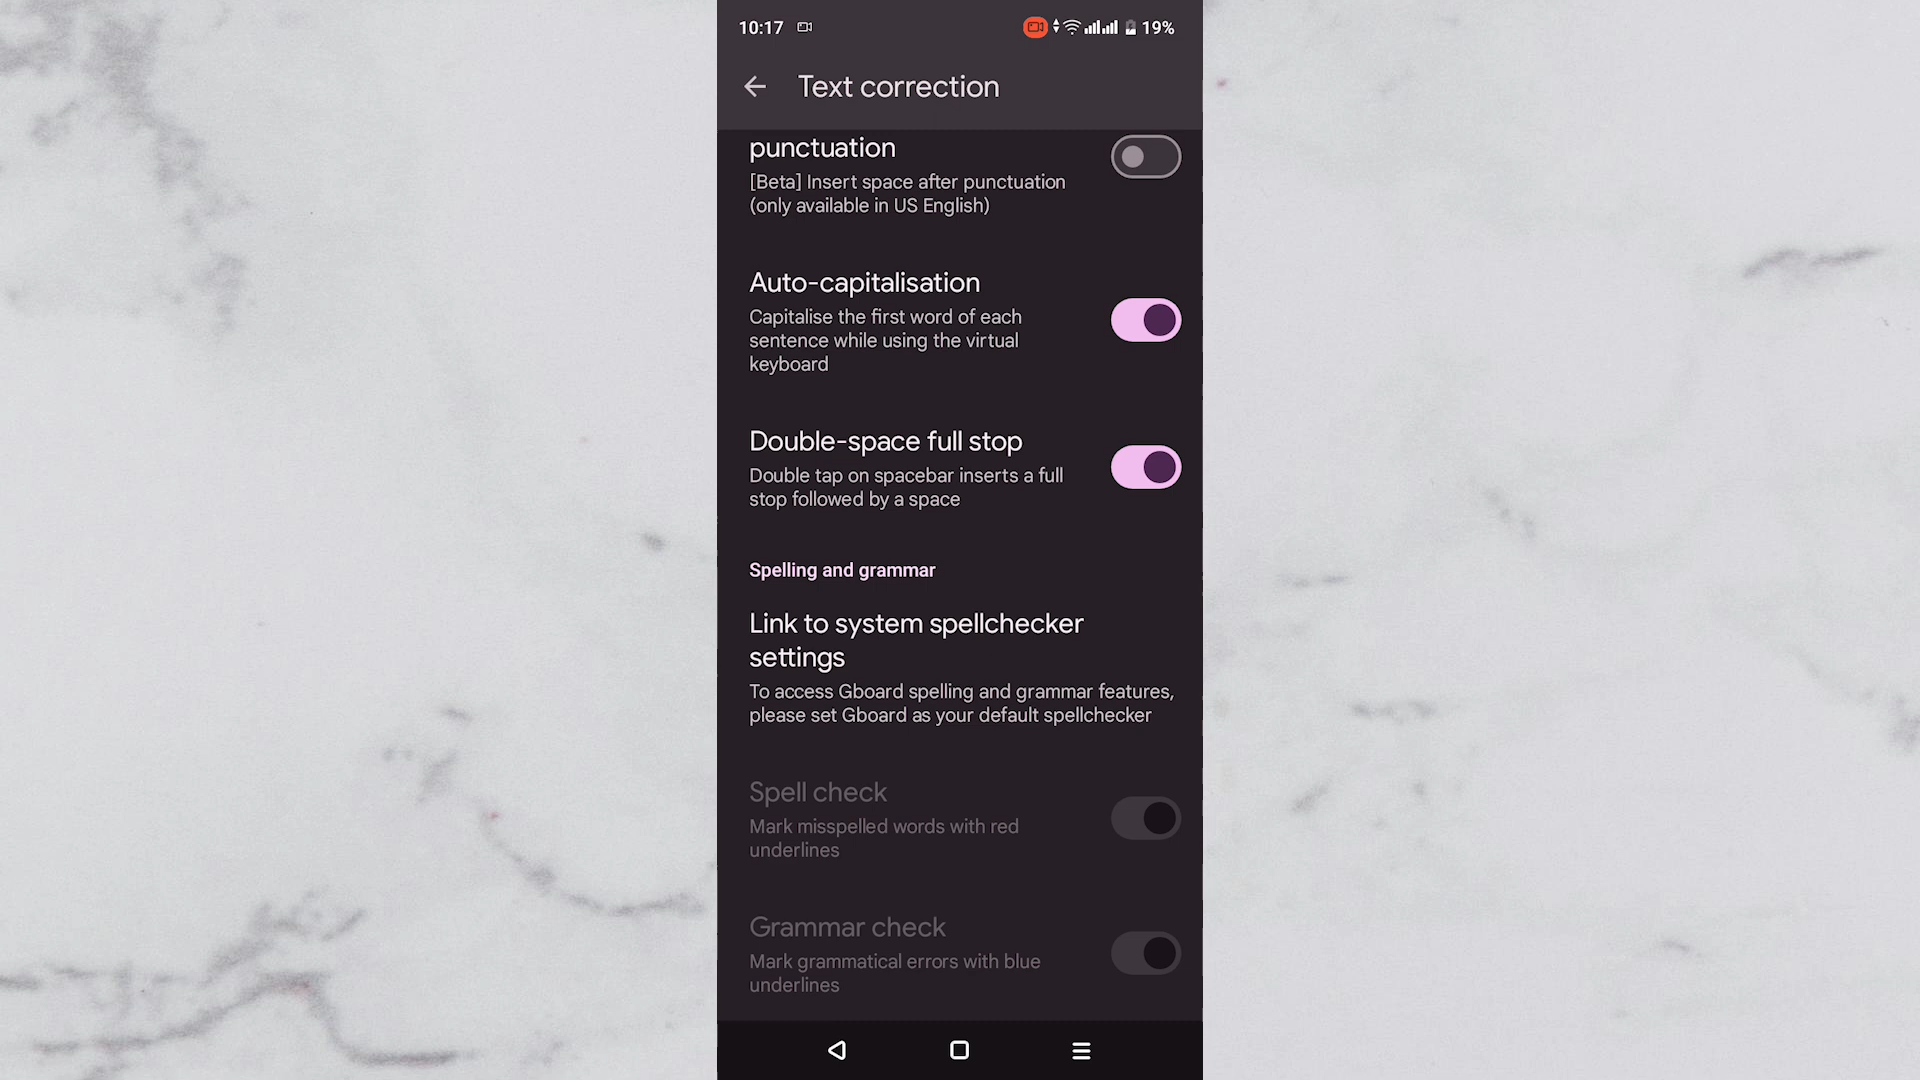 10:17
19%
Text correction
punctuation
[Beta] Insert space after punctuation
(only available in US English)
Auto-capitalisation
Capitalise the first word of each
sentence while using the virtual
keyboard
Double-space full stop
Double tap on spacebar inserts a full
stop followed by a space
Spelling and grammar
Link to system spellchecker
settings
To access Gboard spelling and grammar features,
please set Gboard as your default spellchecker
Spell check
Mark misspelled words with red
underlines
Grammar check
Mark grammatical errors with blue
underlines